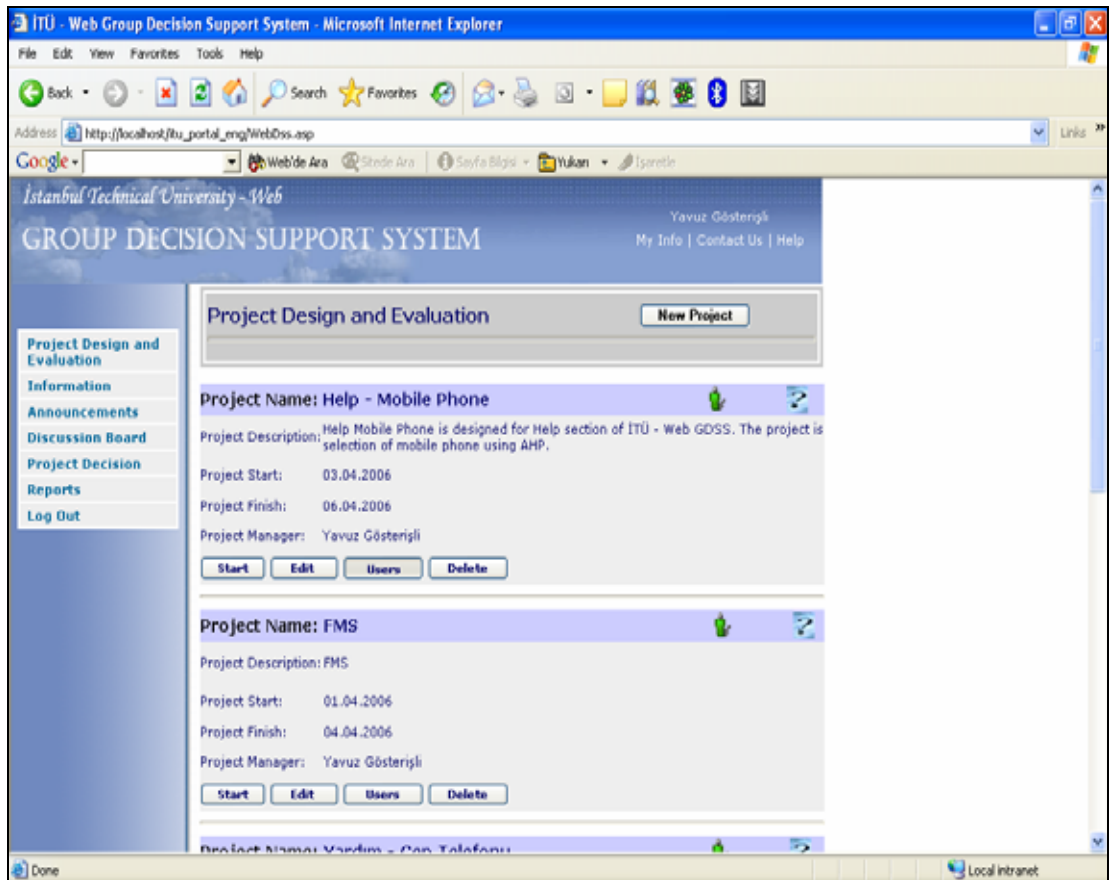 İTÜ - Web Group Decision Support System - Microsoft Internet Explorer
File Edit View Favorites Tools Help
Back Search Favorites
Address http://localhost/itu_portal_eng/WebDss.asp Links
Google Web'de Ara Sitede Ara Sayfa Bilgisi Yukarı İşaretle
İstanbul Technical University - Web
GROUP DECISION SUPPORT SYSTEM
Yavuz Gösterişli
My Info | Contact Us | Help
Project Design and Evaluation
Information
Announcements
Discussion Board
Project Decision
Reports
Log Out
Project Design and Evaluation New Project
Project Name: Help - Mobile Phone
Project Description: Help Mobile Phone is designed for Help section of İTÜ - Web GDSS. The project is
selection of mobile phone using AHP.
Project Start: 03.04.2006
Project Finish: 06.04.2006
Project Manager: Yavuz Gösterişli
Start Edit Users Delete
Project Name: FMS
Project Description: FMS
Project Start: 01.04.2006
Project Finish: 04.04.2006
Project Manager: Yavuz Gösterişli
Start Edit Users Delete
Project Name: Yardım - Cep Telefonu
Done Local intranet